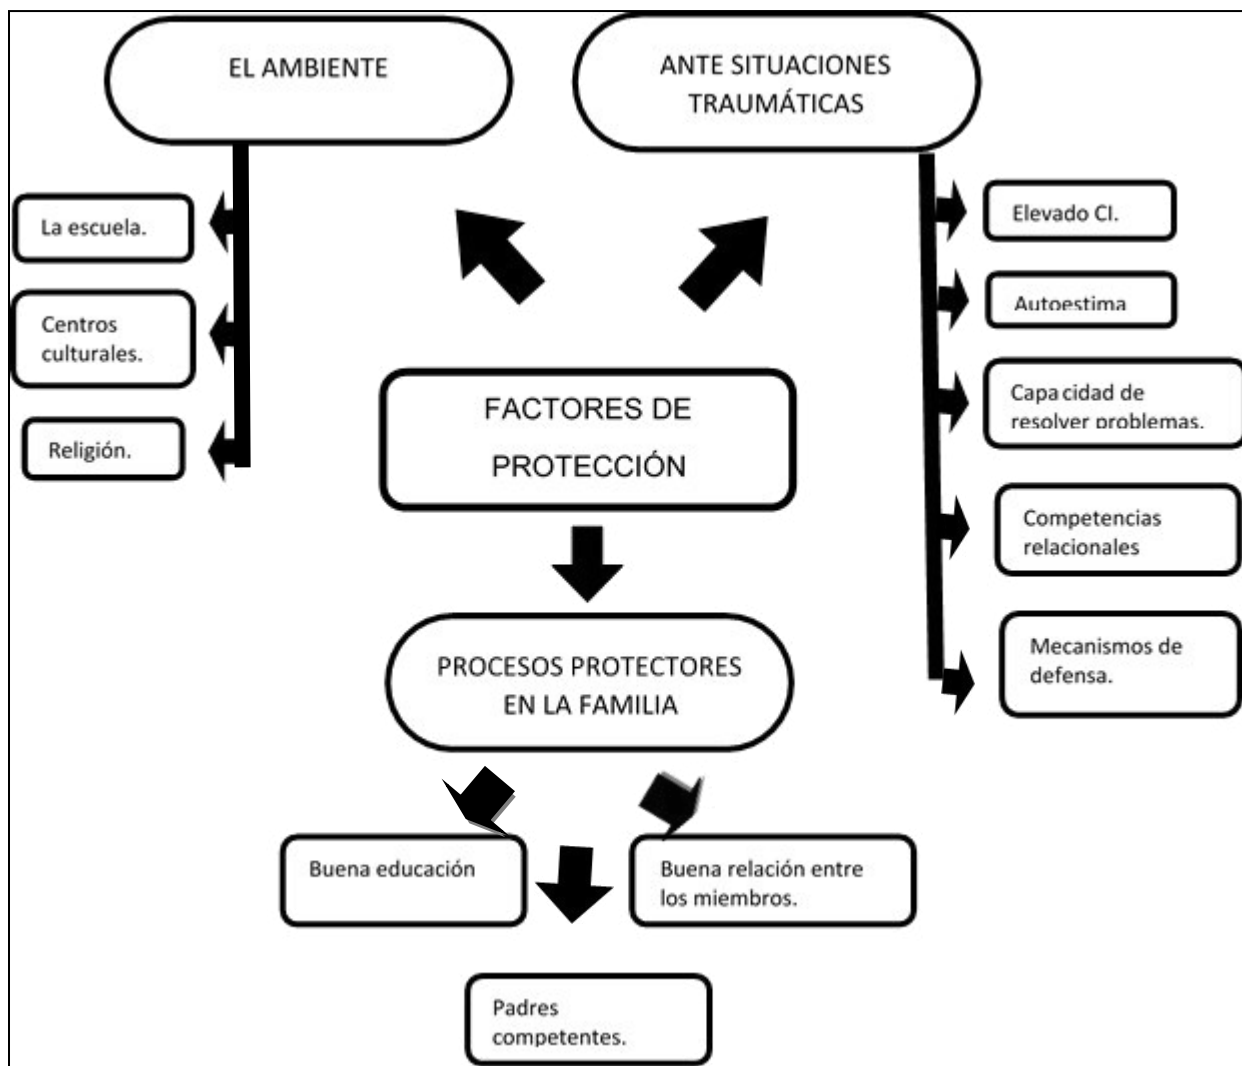 EL AMBIENTE
ANTE SITUACIONES
TRAUMÁTICAS
La escuela.
Centros
culturales.
Religión.
Elevado CI.
Autoestima
Capacidad de
resolver problemas.
Competencias
relacionales
Mecanismos de
defensa.
FACTORES DE
PROTECCIÓN
PROCESOS PROTECTORES
EN LA FAMILIA
Buena educación
Buena relación entre
los miembros.
Padres
competentes.